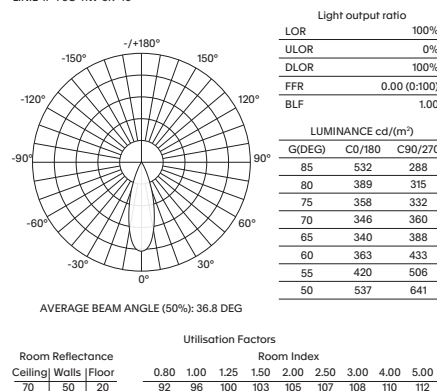 Light output ratio
LOR 100%
ULOR 0%
DLOR 100%
FFR 0.00 (0:100)
BLF 1.00
-/+180°
-150° 150°
-120° 120°
-90° 90°
-60° 60°
-30° 30°
0°
AVERAGE BEAM ANGLE (50%): 36.8 DEG
LUMINANCE cd/(m²)
G(DEG) C0/180 C90/270
85 532 288
80 389 315
75 358 332
70 346 360
65 340 388
60 363 433
55 420 506
50 537 641
Utilisation Factors
Room Reflectance Room Index
Ceiling Walls Floor 0.80 1.00 1.25 1.50 2.00 2.50 3.00 4.00 5.00
70 50 20 92 96 100 103 105 107 108 110 112